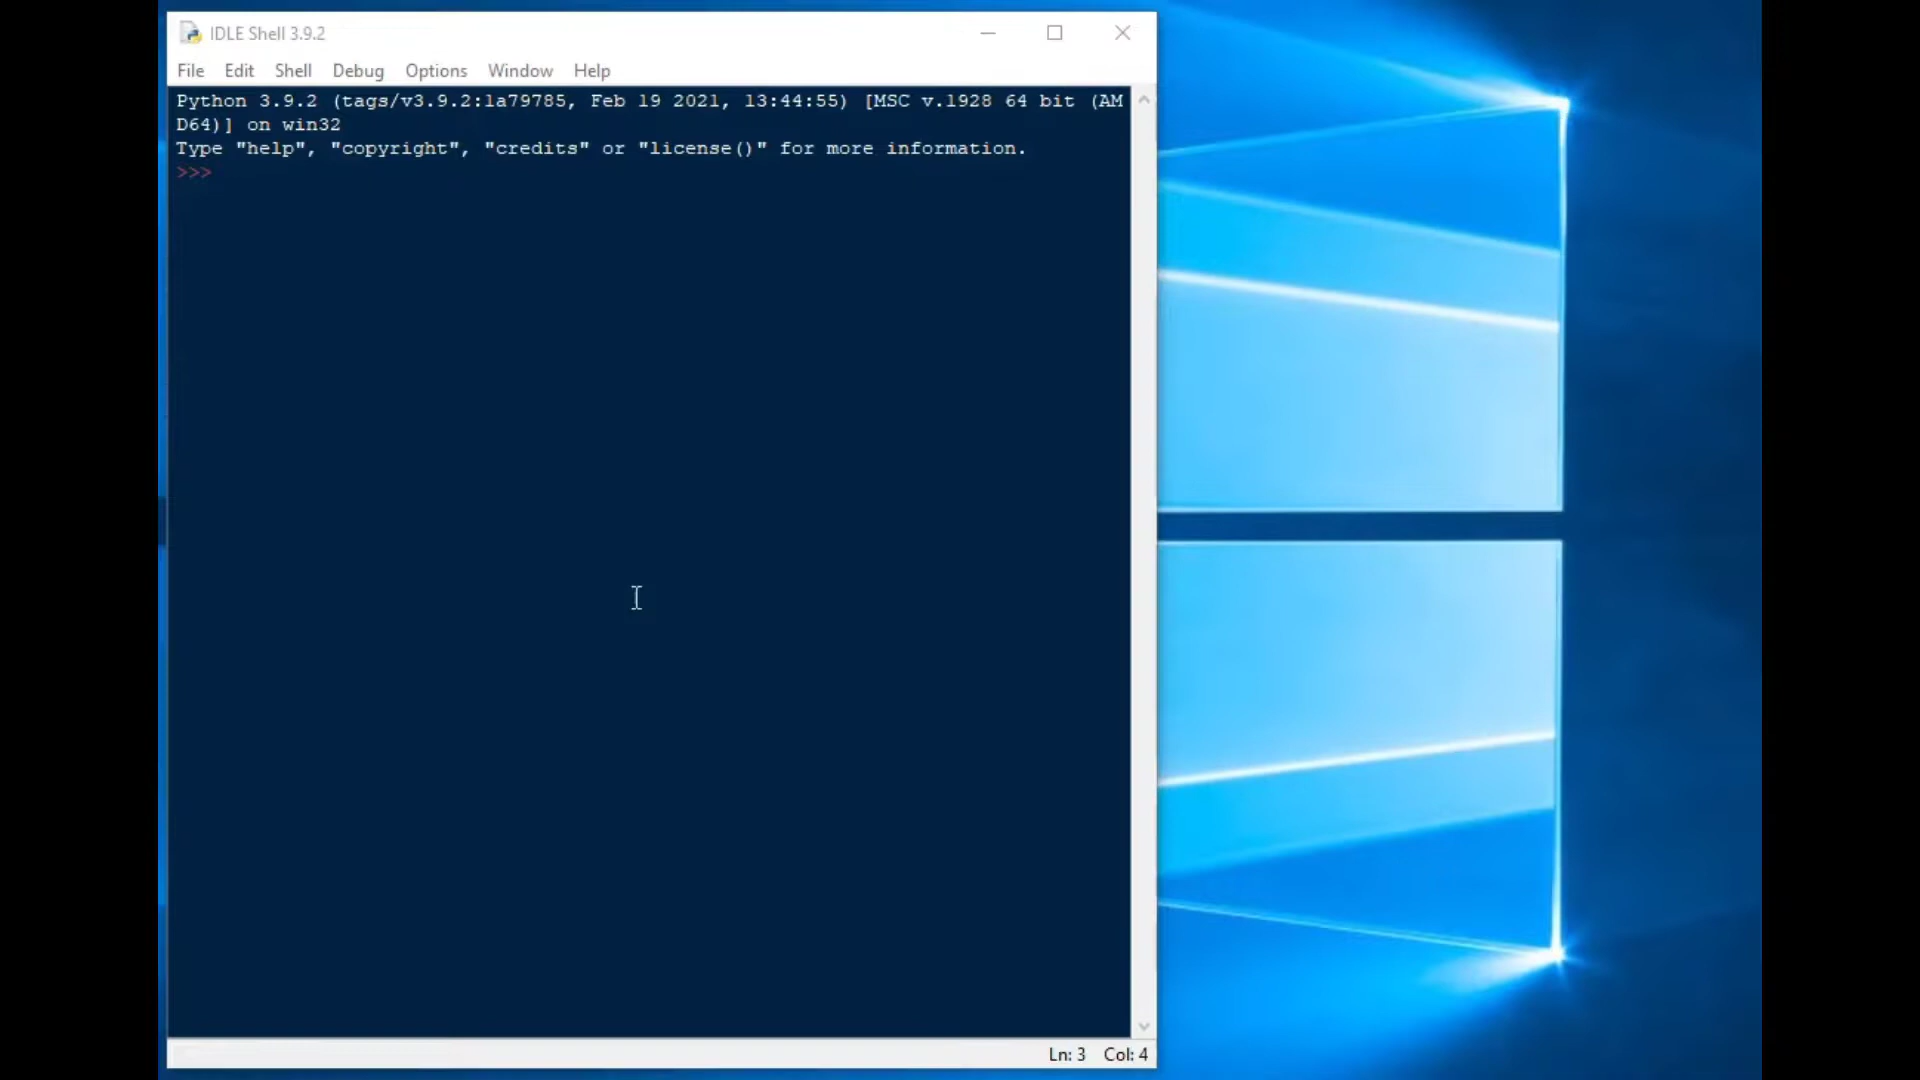 IDLE Shell 3.9.2
File Edit Shell Debug Options Window Help
Python 3.9.2 (tags/v3.9.2:1a79785, Feb 19 2021, 13:44:55) [MSC v.1928 64 bit (AM
D64)] on win32
Type "help", "copyright", "credits" or "license()" for more information.
>>>
Ln: 3 Col: 4